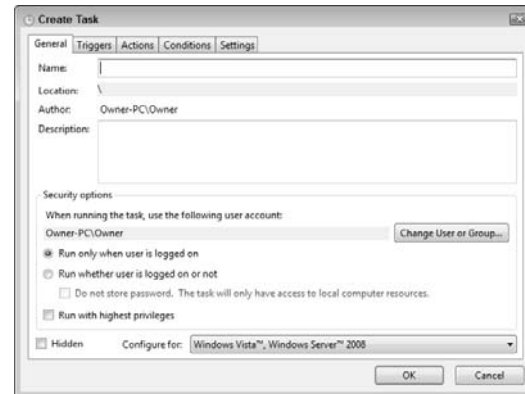 Create Task
General Triggers Actions Conditions Settings
Name:
Location: \
Author: Owner-PC\Owner
Description:
Security options
When running the task, use the following user account:
Owner-PC\Owner Change User or Group...
Run only when user is logged on
Run whether user is logged on or not
Do not store password. The task will only have access to local computer resources.
Run with highest privileges
Hidden Configure for: Windows Vista™, Windows Server™ 2008
OK Cancel